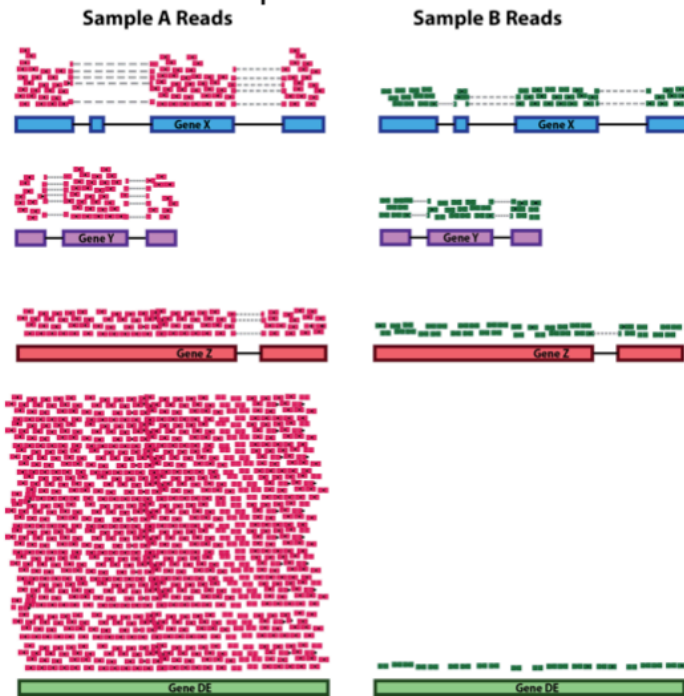 Sample A Reads
Sample B Reads
Gene X
Gene X
Gene Y
Gene Y
Gene Z
Gene Z
Gene DE
Gene DE